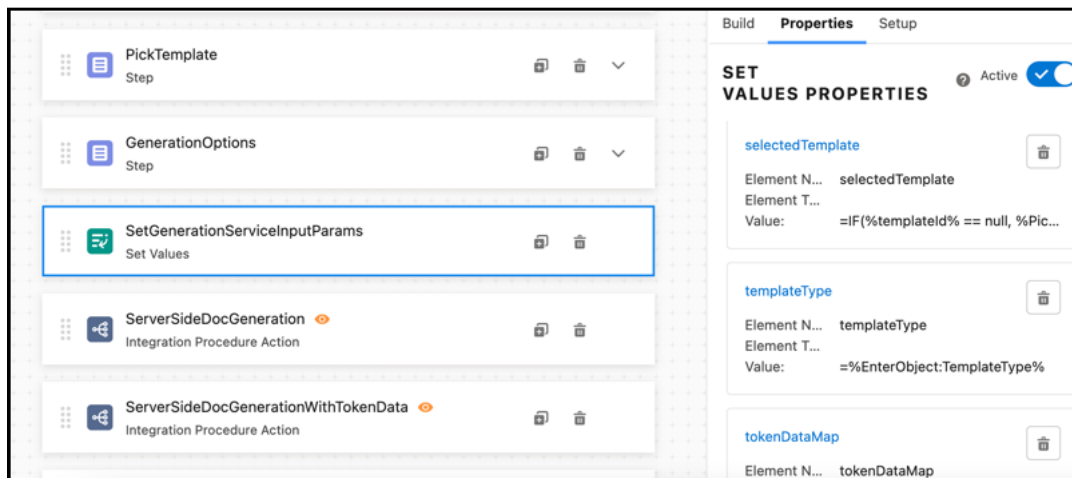 PickTemplate
Step
GenerationOptions
Step
SetGenerationServiceInputParams
Set Values
ServerSideDocGeneration
Integration Procedure Action
ServerSideDocGenerationWithTokenData
Integration Procedure Action
Build Properties Setup
SET
VALUES PROPERTIES
Active
selectedTemplate
Element N... selectedTemplate
Element T...
Value: =IF(%templateId% == null, %Pic...
templateType
Element N... templateType
Element T...
Value: =%EnterObject:TemplateType%
tokenDataMap
Element N... tokenDataMap